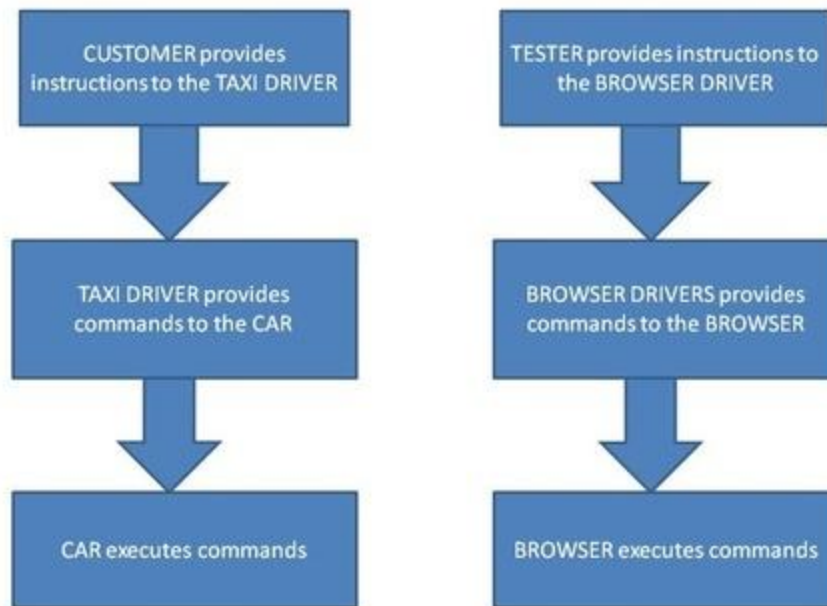 CUSTOMER provides
instructions to the TAXI DRIVER
TAXI DRIVER provides
commands to the CAR
CAR executes commands
TESTER provides instructions to
the BROWSER DRIVER
BROWSER DRIVERS provides
commands to the BROWSER
BROWSER executes commands